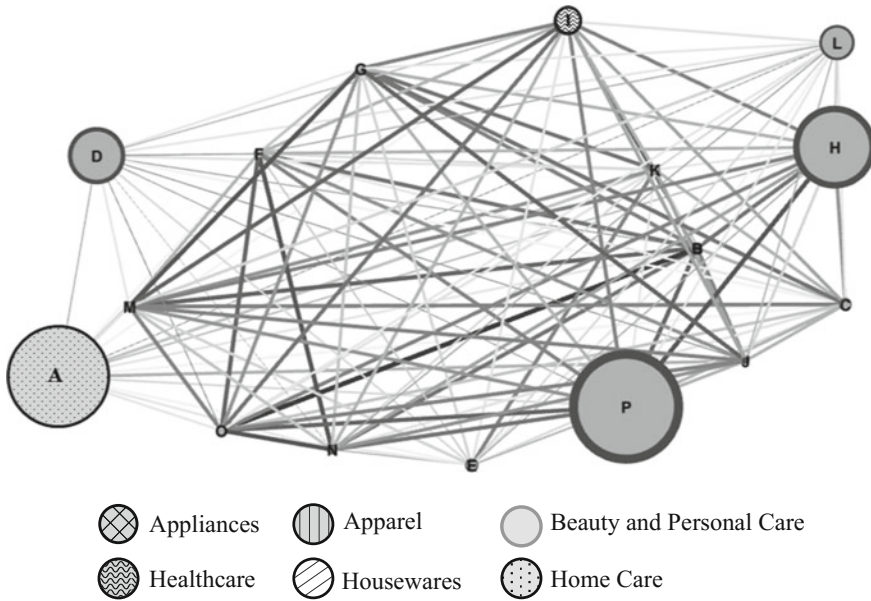 I
L
G
H
D
F
K
B
M
C
J
A
P
O
N
E
Appliances Apparel Beauty and Personal Care
Healthcare Housewares Home Care